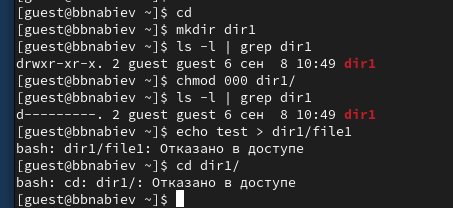 [guest@bbnabiev ~]$ cd
[guest@bbnabiev ~]$ mkdir dir1
[guest@bbnabiev ~]$ ls -l | grep dir1
drwxr-xr-x. 2 guest guest 6 сен  8 10:49 dir1
[guest@bbnabiev ~]$ chmod 000 dir1/
[guest@bbnabiev ~]$ ls -l | grep dir1
d---------. 2 guest guest 6 сен  8 10:49 dir1
[guest@bbnabiev ~]$ echo test > dir1/file1
bash: dir1/file1: Отказано в доступе
[guest@bbnabiev ~]$ cd dir1/
bash: cd: dir1/: Отказано в доступе
[guest@bbnabiev ~]$